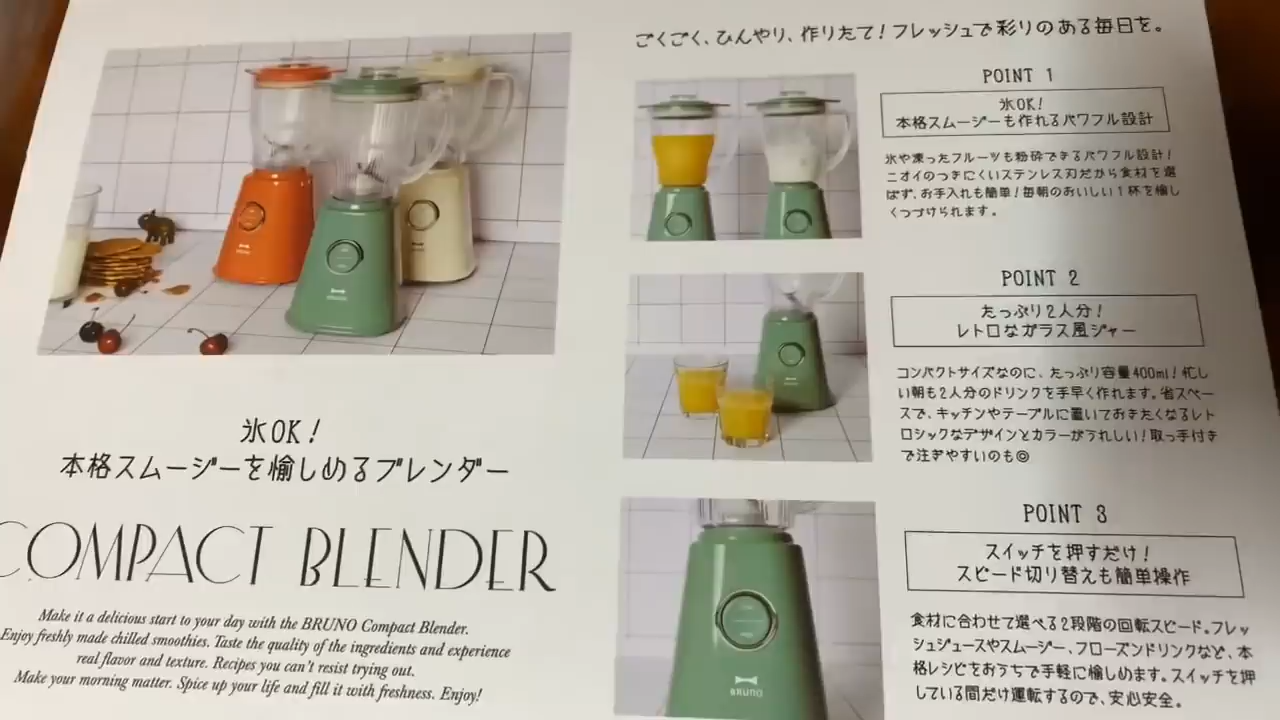 氷OK!
本格スムージーを愉しめるブレンダー
COMPACT BLENDER
Make it a delicious start to your day with the BRUNO Compact Blender.
Enjoy freshly made chilled smoothies. Taste the quality of the ingredients and experience
real flavor and texture. Recipes you can't resist trying out.
Make your morning matter. Spice up your life and fill it with freshness. Enjoy!
ごくごく、ひんやり、作りたて!フレッシュで彩りのある毎日を。
POINT 1
氷OK!
本格スムージーも作れるパワフル設計
氷や凍ったフルーツも粉砕できるパワフル設計!
ニオイのつきにくいステンレス刃だから食材を選
ばず、お手入れも簡単!毎朝のおいしい1杯を愉し
くつづけられます。
POINT 2
たっぷり2人分!
レトロなガラス風ジャー
コンパクトサイズなのに、たっぷり容量400ml!忙し
い朝も2人分のドリンクを手早く作れます。省スペー
スで、キッチンやテーブルに置いておきたくなるレト
ロシックなデザインとカラーがうれしい!取っ手付き
で注ぎやすいのも◎
POINT 3
スイッチを押すだけ!
スピード切り替えも簡単操作
食材に合わせて選べる2段階の回転スピード。フレッ
シュジュースやスムージー、フローズンドリンクなど、本
格レシピをおうちで手軽に愉しめます。スイッチを押
している間だけ運転するので、安心安全。
BRUNO
BRUNO